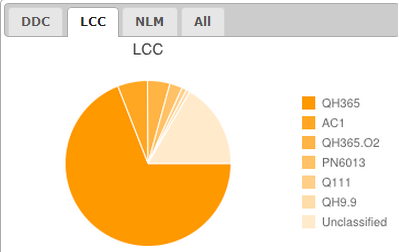 DDC LCC NLM All
LCC
QH365
AC1
QH365.O2
PN6013
Q111
QH9.9
Unclassified